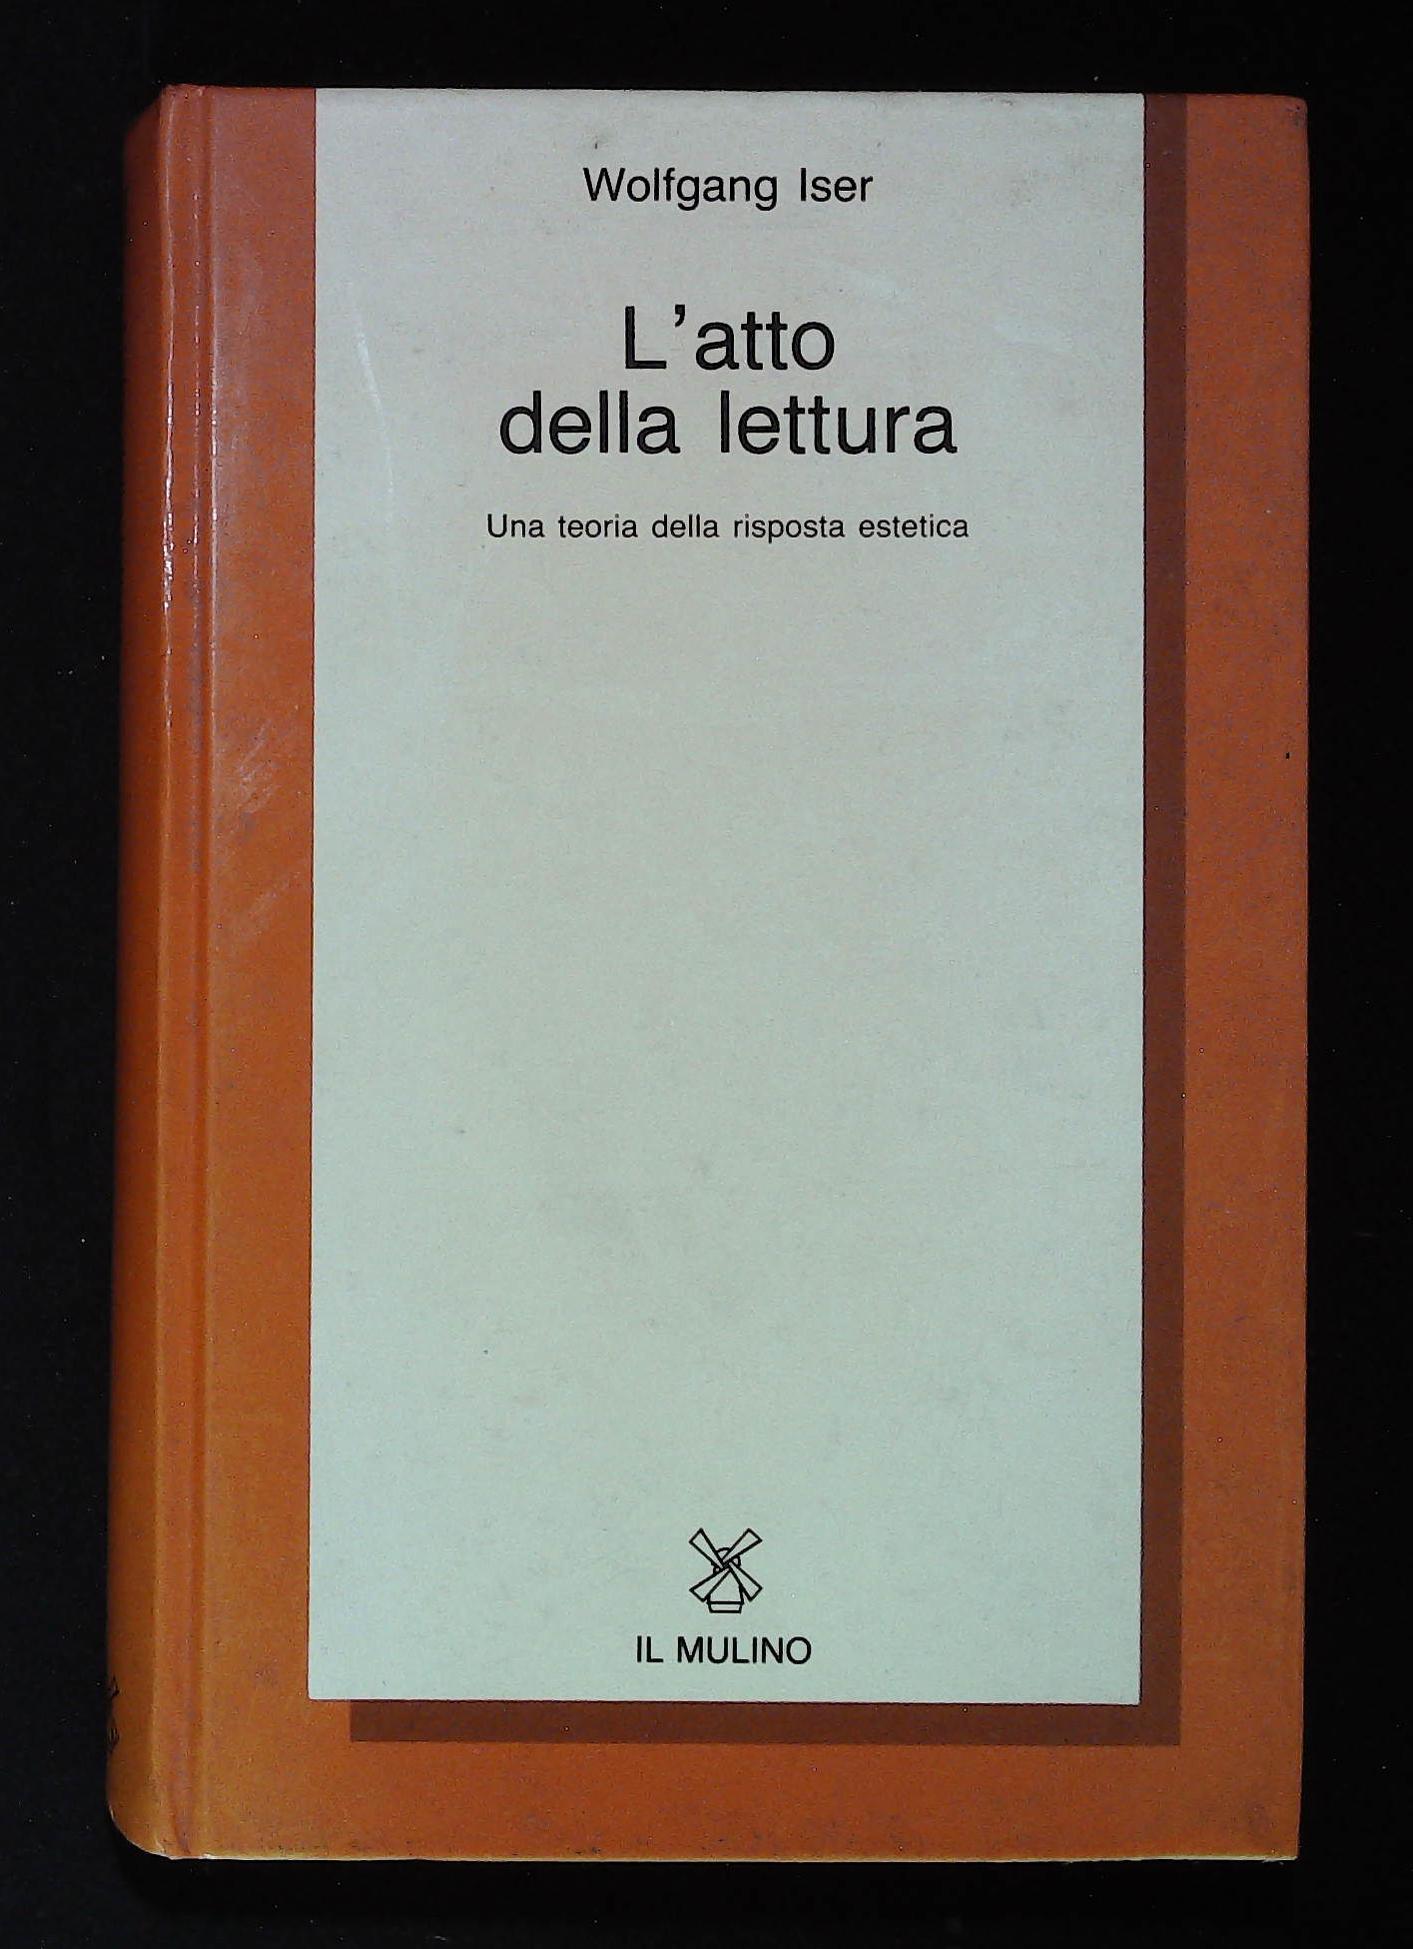 Wolfgang Iser
L'atto
della lettura
Una teoria della risposta estetica
IL MULINO